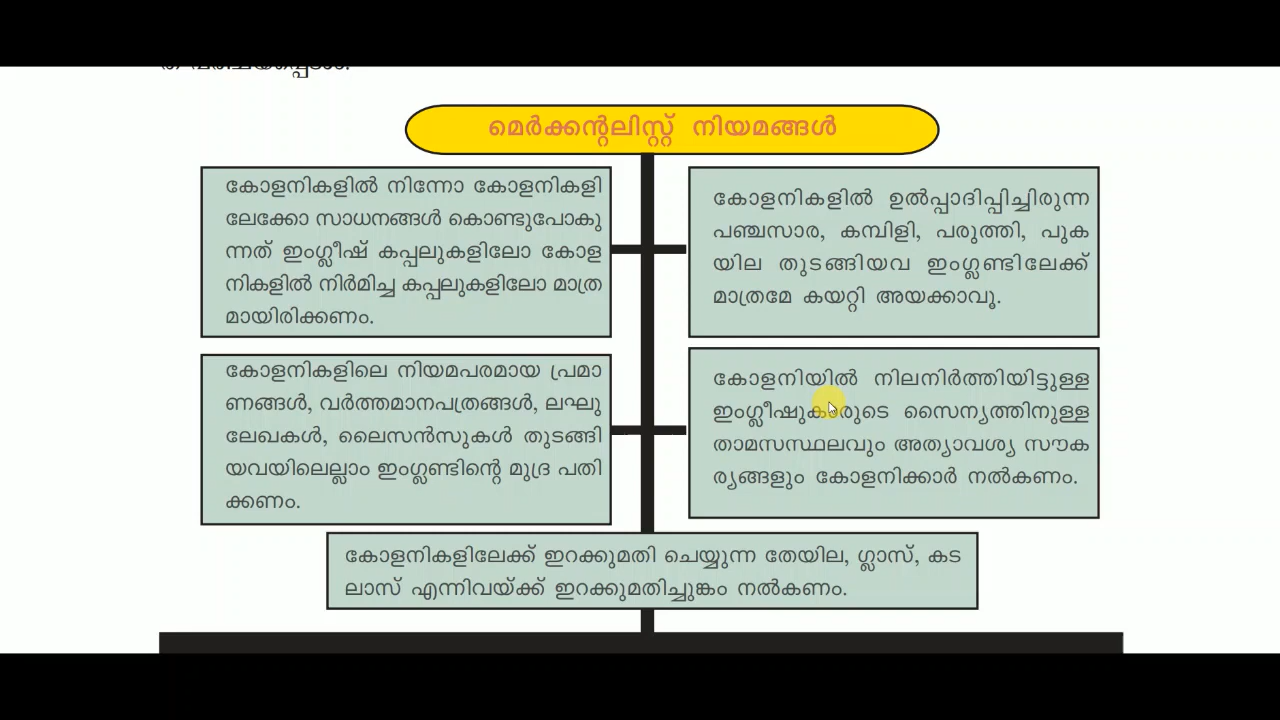 മെർക്കന്റലിസ്റ്റ് നിയമങ്ങൾ
കോളനികളിൽ നിന്നോ കോളനികളി
ലേക്കോ സാധനങ്ങൾ കൊണ്ടുപോകു
ന്നത് ഇംഗ്ലീഷ് കപ്പലുകളിലോ കോള
നികളിൽ നിർമിച്ച കപ്പലുകളിലോ മാത്ര
മായിരിക്കണം.
കോളനികളിൽ ഉൽപ്പാദിപ്പിച്ചിരുന്ന
പഞ്ചസാര, കമ്പിളി, പരുത്തി, പുക
യില തുടങ്ങിയവ ഇംഗ്ലണ്ടിലേക്ക്
മാത്രമേ കയറ്റി അയക്കാവൂ.
കോളനികളിലെ നിയമപരമായ പ്രമാ
ണങ്ങൾ, വർത്തമാനപത്രങ്ങൾ, ലഘു
ലേഖകൾ, ലൈസൻസുകൾ തുടങ്ങി
യവയിലെല്ലാം ഇംഗ്ലണ്ടിന്റെ മുദ്ര പതി
ക്കണം.
കോളനിയിൽ നിലനിർത്തിയിട്ടുള്ള
ഇംഗ്ലീഷുകാരുടെ സൈന്യത്തിനുള്ള
താമസസ്ഥലവും അത്യാവശ്യ സൗക
ര്യങ്ങളും കോളനിക്കാർ നൽകണം.
കോളനികളിലേക്ക് ഇറക്കുമതി ചെയ്യുന്ന തേയില, ഗ്ലാസ്, കട
ലാസ് എന്നിവയ്ക്ക് ഇറക്കുമതിച്ചുങ്കം നൽകണം.